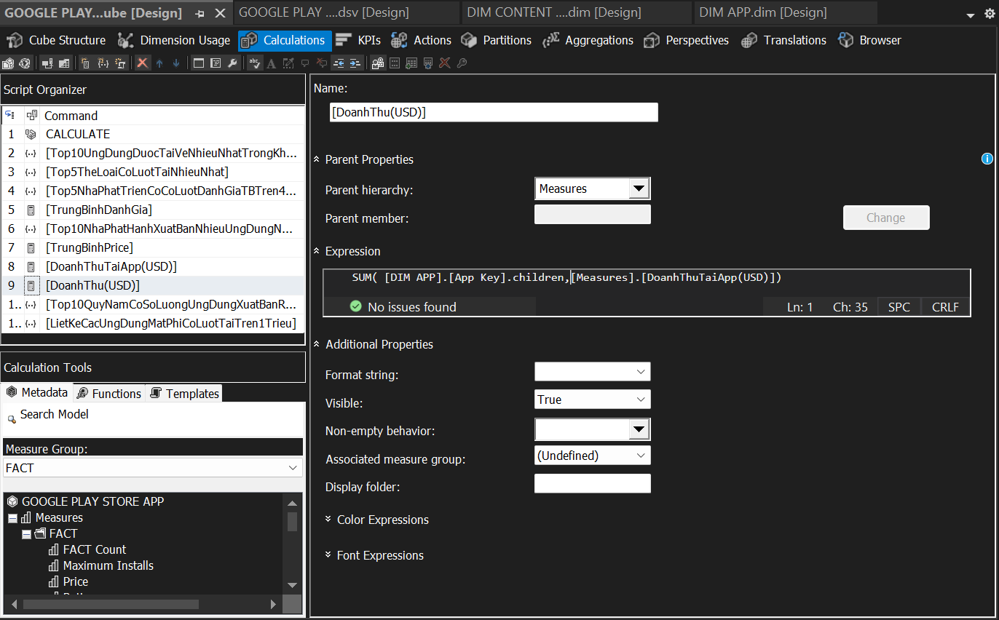 GOOGLE PLAY...ube [Design]
GOOGLE PLAY ....dsv [Design]
DIM CONTENT ....dim [Design]
DIM APP.dim [Design]
Cube Structure
Dimension Usage
Calculations
KPIs
Actions
Partitions
Aggregations
Perspectives
Translations
Browser
Script Organizer
Command
1 CALCULATE
2 [Top10UngDungDuocTaiVeNhieuNhatTrongKh...
3 [Top5TheLoaiCoLuotTaiNhieuNhat]
4 [Top5NhaPhatTrienCoCoLuotDanhGiaTBTren4...
5 [TrungBinhDanhGia]
6 [Top10NhaPhatHanhXuatBanNhieuUngDungN...
7 [TrungBinhPrice]
8 [DoanhThuTaiApp(USD)]
9 [DoanhThu(USD)]
1.. [Top10QuyNamCoSoLuongUngDungXuatBanR...
1.. [LietKeCacUngDungMatPhiCoLuotTaiTren1Trieu]
Calculation Tools
Metadata
Functions
Templates
Search Model
Measure Group:
FACT
GOOGLE PLAY STORE APP
Measures
FACT
FACT Count
Maximum Installs
Price
Name:
[DoanhThu(USD)]
Parent Properties
Parent hierarchy:
Measures
Parent member:
Change
Expression
SUM( [DIM APP].[App Key].children,[Measures].[DoanhThuTaiApp(USD)])
No issues found
Ln: 1
Ch: 35
SPC
CRLF
Additional Properties
Format string:
Visible:
True
Non-empty behavior:
Associated measure group:
(Undefined)
Display folder:
Color Expressions
Font Expressions